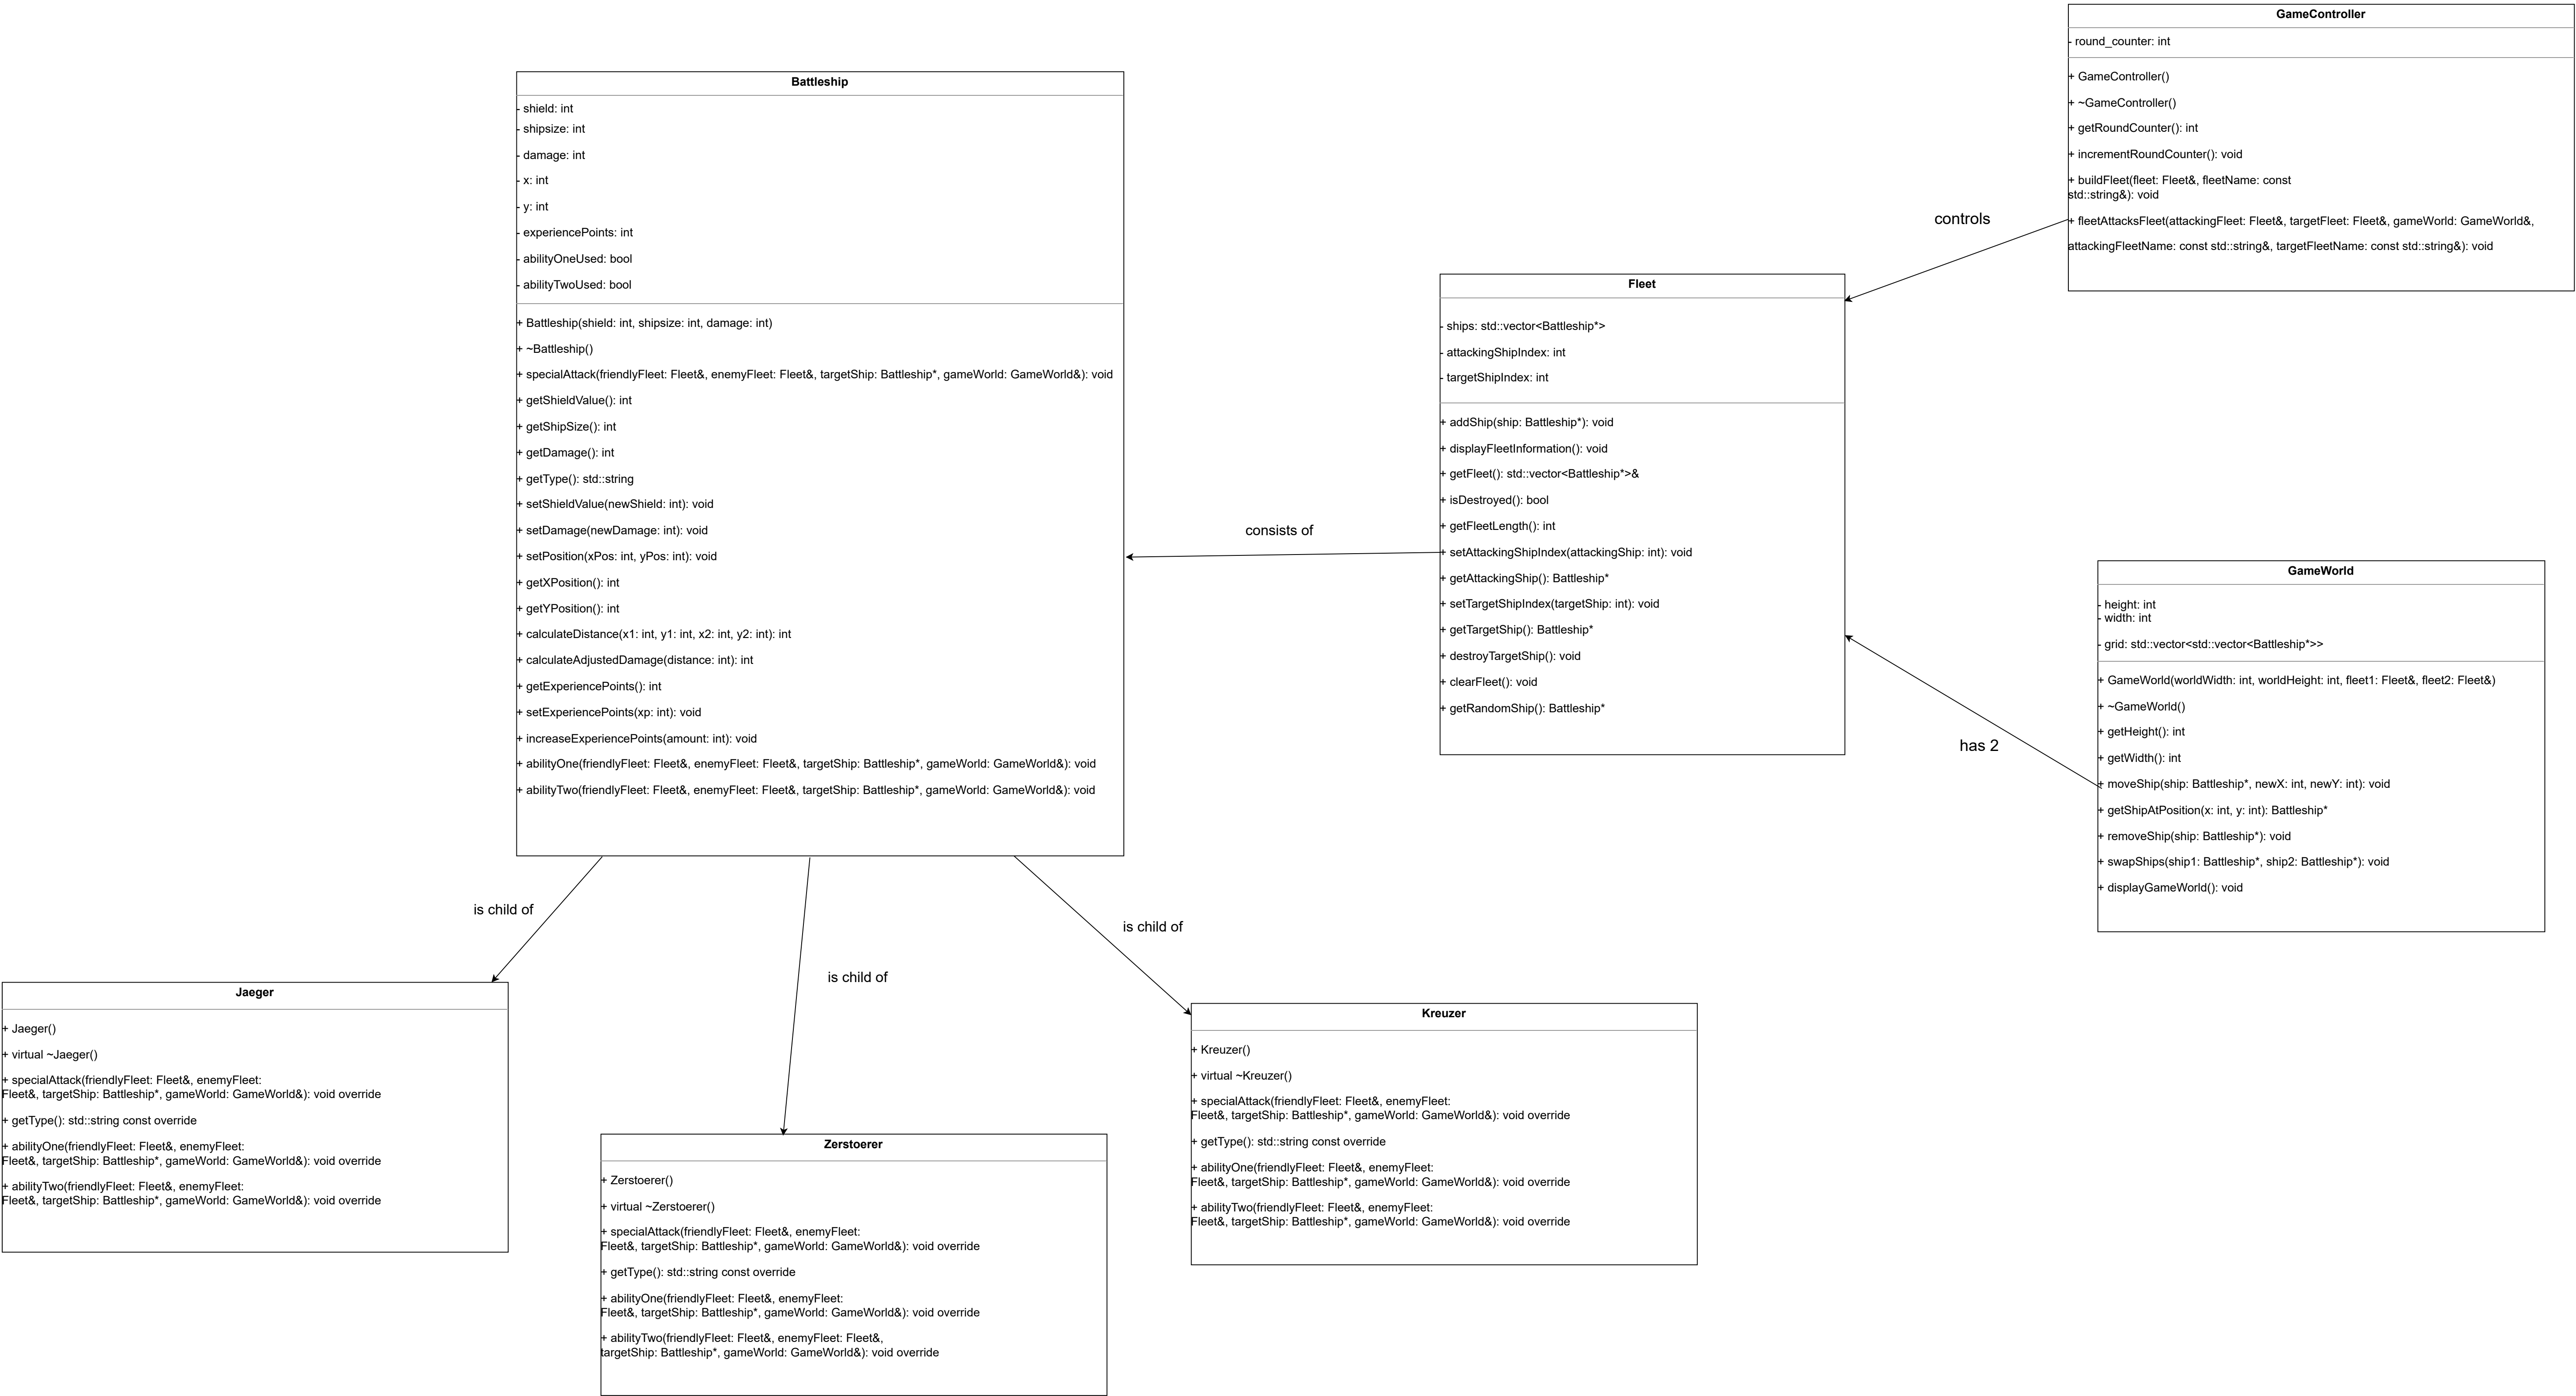 GameController
- round_counter: int
+ GameController()
+ ~GameController()
+ getRoundCounter(): int
+ incrementRoundCounter(): void
+ buildFleet(fleet: Fleet&, fleetName: const
std::string&): void
+ fleetAttacksFleet(attackingFleet: Fleet&, targetFleet: Fleet&, gameWorld: GameWorld&,
attackingFleetName: const std::string&, targetFleetName: const std::string&): void
Battleship
- shield: int
- shipsize: int
- damage: int
- x: int
- y: int
- experiencePoints: int
- abilityOneUsed: bool
- abilityTwoUsed: bool
+ Battleship(shield: int, shipsize: int, damage: int)
+ ~Battleship()
+ specialAttack(friendlyFleet: Fleet&, enemyFleet: Fleet&, targetShip: Battleship*, gameWorld: GameWorld&): void
+ getShieldValue(): int
+ getShipSize(): int
+ getDamage(): int
+ getType(): std::string
+ setShieldValue(newShield: int): void
+ setDamage(newDamage: int): void
+ setPosition(xPos: int, yPos: int): void
+ getXPosition(): int
+ getYPosition(): int
+ calculateDistance(x1: int, y1: int, x2: int, y2: int): int
+ calculateAdjustedDamage(distance: int): int
+ getExperiencePoints(): int
+ setExperiencePoints(xp: int): void
+ increaseExperiencePoints(amount: int): void
+ abilityOne(friendlyFleet: Fleet&, enemyFleet: Fleet&, targetShip: Battleship*, gameWorld: GameWorld&): void
+ abilityTwo(friendlyFleet: Fleet&, enemyFleet: Fleet&, targetShip: Battleship*, gameWorld: GameWorld&): void
controls
Fleet
- ships: std::vector<Battleship*>
- attackingShipIndex: int
- targetShipIndex: int
+ addShip(ship: Battleship*): void
+ displayFleetInformation(): void
+ getFleet(): std::vector<Battleship*>&
+ isDestroyed(): bool
+ getFleetLength(): int
+ setAttackingShipIndex(attackingShip: int): void
+ getAttackingShip(): Battleship*
+ setTargetShipIndex(targetShip: int): void
+ getTargetShip(): Battleship*
+ destroyTargetShip(): void
+ clearFleet(): void
+ getRandomShip(): Battleship*
consists of
GameWorld
- height: int
- width: int
- grid: std::vector<std::vector<Battleship*>>
+ GameWorld(worldWidth: int, worldHeight: int, fleet1: Fleet&, fleet2: Fleet&)
+ ~GameWorld()
+ getHeight(): int
+ getWidth(): int
+ moveShip(ship: Battleship*, newX: int, newY: int): void
+ getShipAtPosition(x: int, y: int): Battleship*
+ removeShip(ship: Battleship*): void
+ swapShips(ship1: Battleship*, ship2: Battleship*): void
+ displayGameWorld(): void
has 2
is child of
is child of
is child of
Jaeger
+ Jaeger()
+ virtual ~Jaeger()
+ specialAttack(friendlyFleet: Fleet&, enemyFleet:
Fleet&, targetShip: Battleship*, gameWorld: GameWorld&): void override
+ getType(): std::string const override
+ abilityOne(friendlyFleet: Fleet&, enemyFleet:
Fleet&, targetShip: Battleship*, gameWorld: GameWorld&): void override
+ abilityTwo(friendlyFleet: Fleet&, enemyFleet:
Fleet&, targetShip: Battleship*, gameWorld: GameWorld&): void override
Zerstoerer
+ Zerstoerer()
+ virtual ~Zerstoerer()
+ specialAttack(friendlyFleet: Fleet&, enemyFleet:
Fleet&, targetShip: Battleship*, gameWorld: GameWorld&): void override
+ getType(): std::string const override
+ abilityOne(friendlyFleet: Fleet&, enemyFleet:
Fleet&, targetShip: Battleship*, gameWorld: GameWorld&): void override
+ abilityTwo(friendlyFleet: Fleet&, enemyFleet: Fleet&,
targetShip: Battleship*, gameWorld: GameWorld&): void override
Kreuzer
+ Kreuzer()
+ virtual ~Kreuzer()
+ specialAttack(friendlyFleet: Fleet&, enemyFleet:
Fleet&, targetShip: Battleship*, gameWorld: GameWorld&): void override
+ getType(): std::string const override
+ abilityOne(friendlyFleet: Fleet&, enemyFleet:
Fleet&, targetShip: Battleship*, gameWorld: GameWorld&): void override
+ abilityTwo(friendlyFleet: Fleet&, enemyFleet:
Fleet&, targetShip: Battleship*, gameWorld: GameWorld&): void override